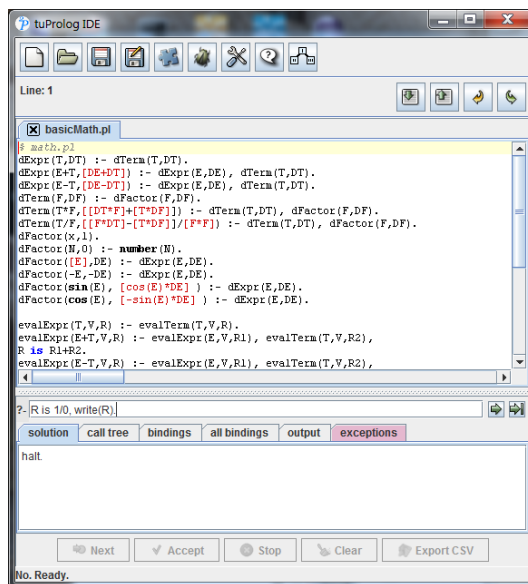 tuProlog IDE
Line: 1
basicMath.pl
% math.pl
dExpr(T,DT) :- dTerm(T,DT).
dExpr(E+T,[DE+DT]) :- dExpr(E,DE), dTerm(T,DT).
dExpr(E-T,[DE-DT]) :- dExpr(E,DE), dTerm(T,DT).
dTerm(F,DF) :- dFactor(F,DF).
dTerm(T*F,[[DT*F]+[T*DF]]) :- dTerm(T,DT), dFactor(F,DF).
dTerm(T/F,[[F*DT]-[T*DF]]/[F*F]) :- dTerm(T,DT), dFactor(F,DF).
dFactor(x,1).
dFactor(N,0) :- number(N).
dFactor([E],DE) :- dExpr(E,DE).
dFactor(-E,-DE) :- dExpr(E,DE).
dFactor(sin(E), [cos(E)*DE] ) :- dExpr(E,DE).
dFactor(cos(E), [-sin(E)*DE] ) :- dExpr(E,DE).
evalExpr(T,V,R) :- evalTerm(T,V,R).
evalExpr(E+T,V,R) :- evalExpr(E,V,R1), evalTerm(T,V,R2),
R is R1+R2.
evalExpr(E-T,V,R) :- evalExpr(E,V,R1), evalTerm(T,V,R2),
?- R is 1/0, write(R).
solution call tree bindings all bindings output exceptions
halt.
Next Accept Stop Clear Export CSV
No. Ready.